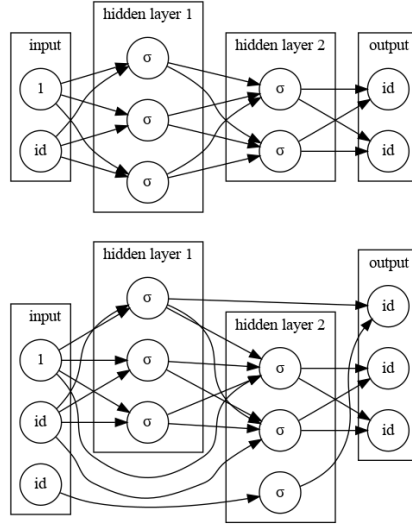 hidden layer 1
input
hidden layer 2
output
1
id
σ
σ
σ
σ
σ
id
id
hidden layer 1
output
input
hidden layer 2
1
id
id
σ
σ
σ
σ
σ
σ
id
id
id